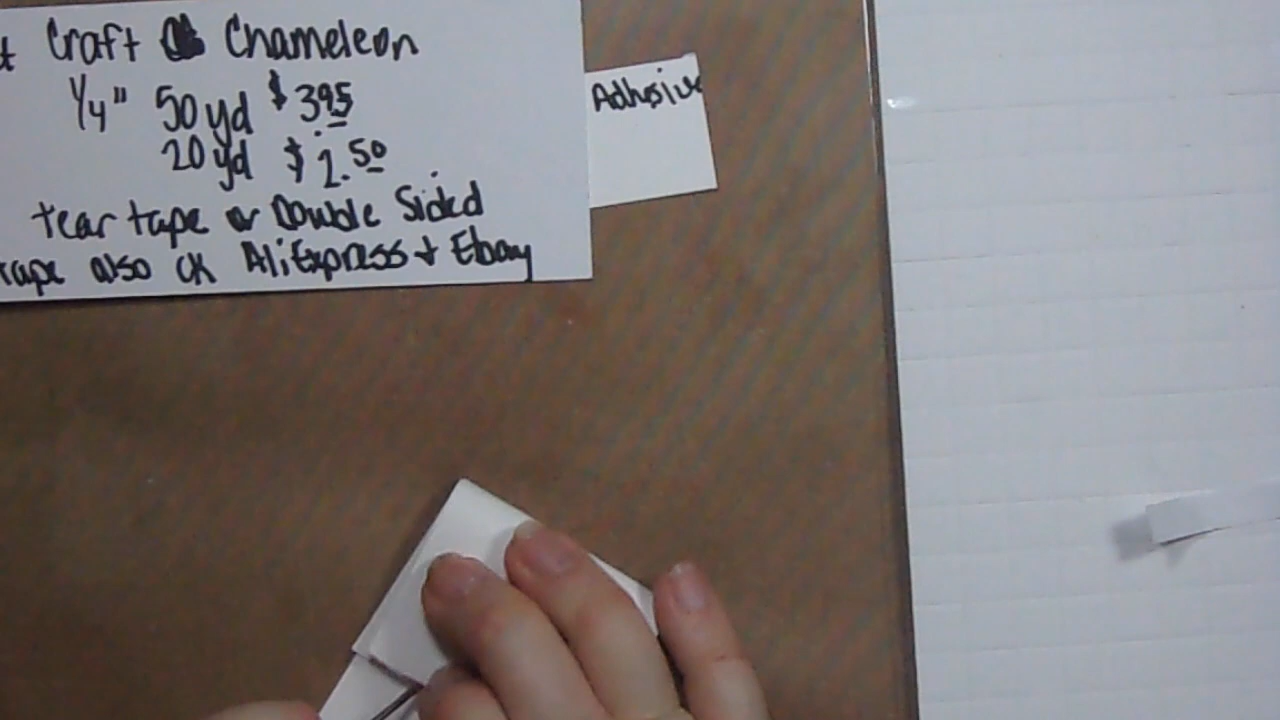 t Craft Chameleon
1/4" 50 yd $3.95
20 yd $2.50
tear tape or Double Sided
Tape also on AliExpress + Ebay
Adhesive